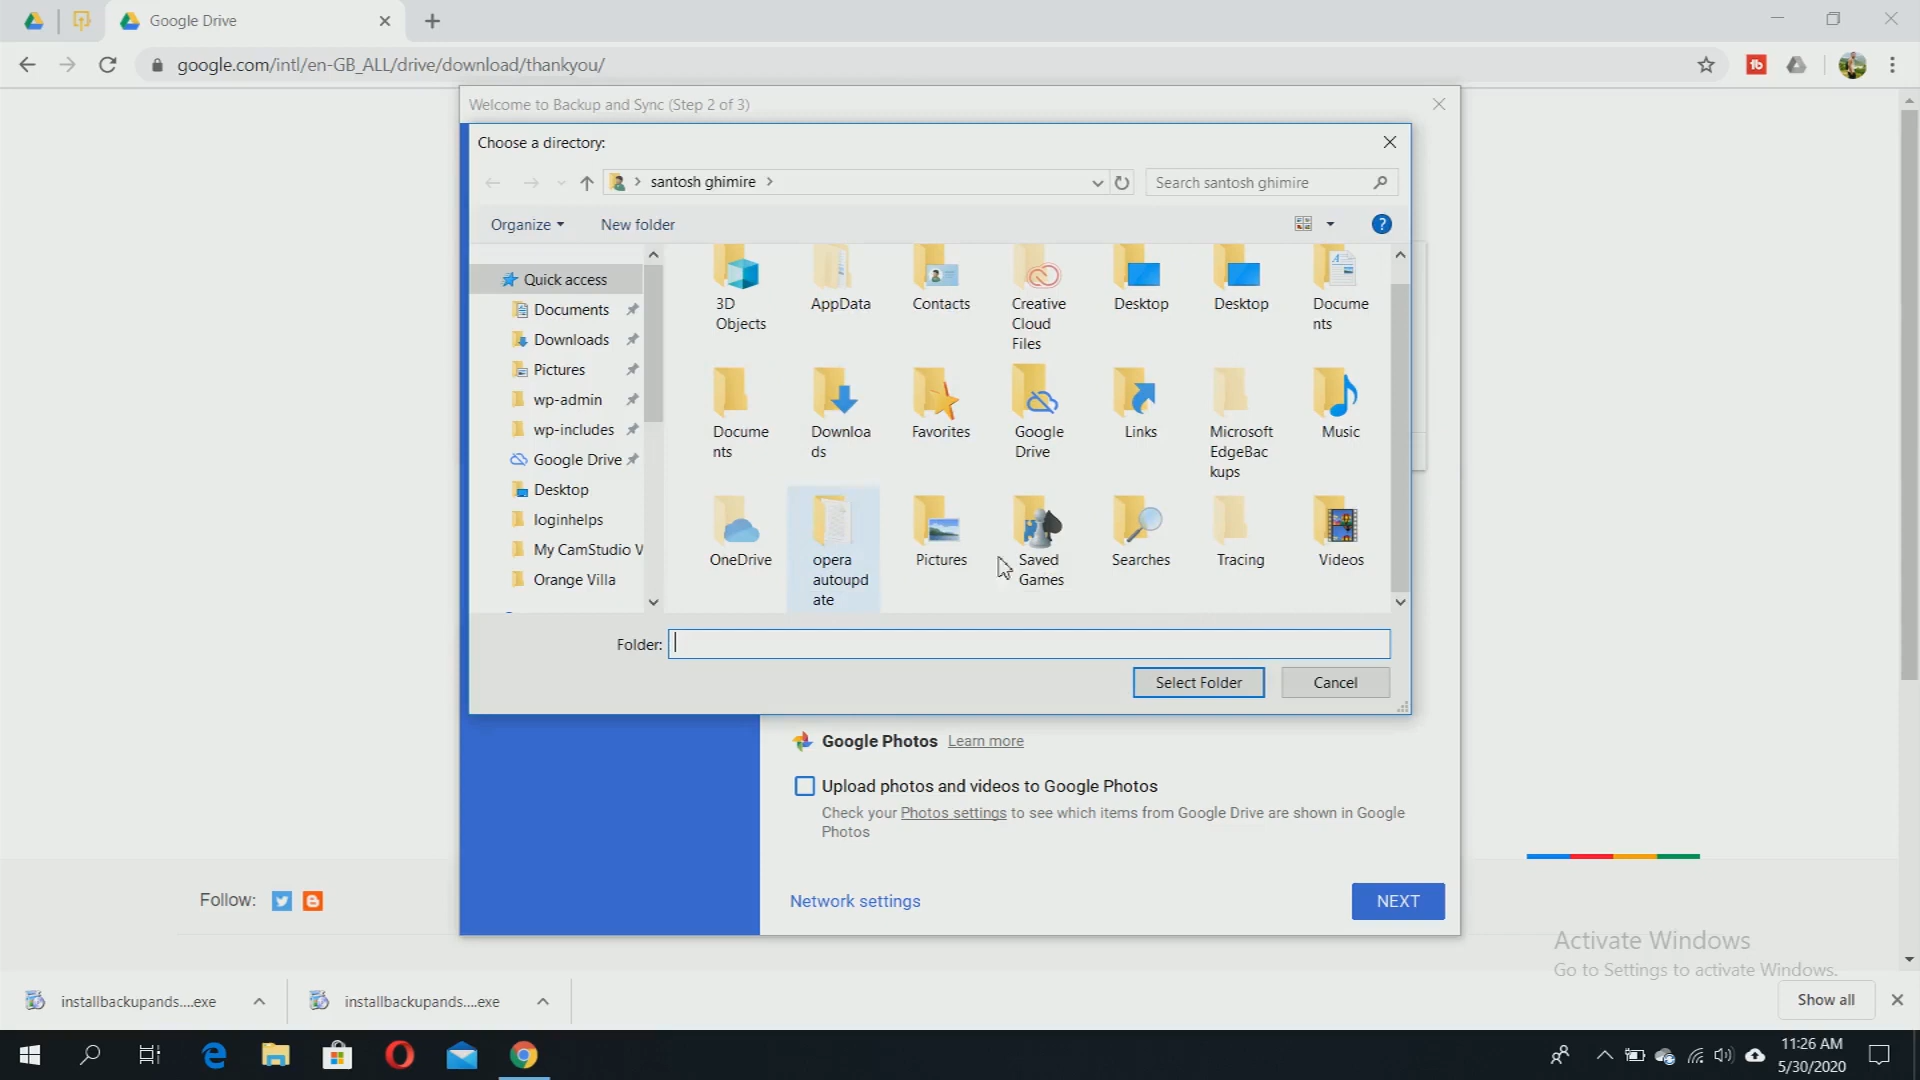 Google Drive
google.com/intl/en-GB_ALL/drive/download/thankyou/
Welcome to Backup and Sync (Step 2 of 3)
Choose a directory:
santosh ghimire
Search santosh ghimire
Organize
New folder
Quick access
Documents
Downloads
Pictures
wp-admin
wp-includes
Google Drive
Desktop
loginhelps
My CamStudio V
Orange Villa
3D
Objects
AppData
Contacts
Creative
Cloud
Files
Desktop
Desktop
Docume
nts
Docume
nts
Downloa
ds
Favorites
Google
Drive
Links
Microsoft
EdgeBac
kups
Music
OneDrive
opera
autoupd
ate
Pictures
Saved
Games
Searches
Tracing
Videos
Folder:
Select Folder
Cancel
Google Photos Learn more
Upload photos and videos to Google Photos
Check your Photos settings to see which items from Google Drive are shown in Google
Photos
Network settings
NEXT
Follow:
Activate Windows
Go to Settings to activate Windows.
installbackupands....exe
installbackupands....exe
Show all
11:26 AM
5/30/2020